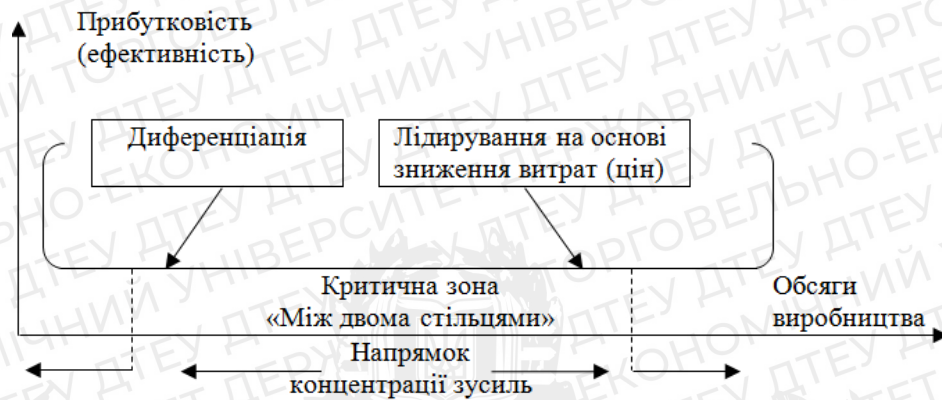 Прибутковість
(ефективність)
Диференціація
Лідирування на основі
зниження витрат (цін)
Критична зона
«Між двома стільцями»
Обсяги
виробництва
Напрямок
концентрації зусиль